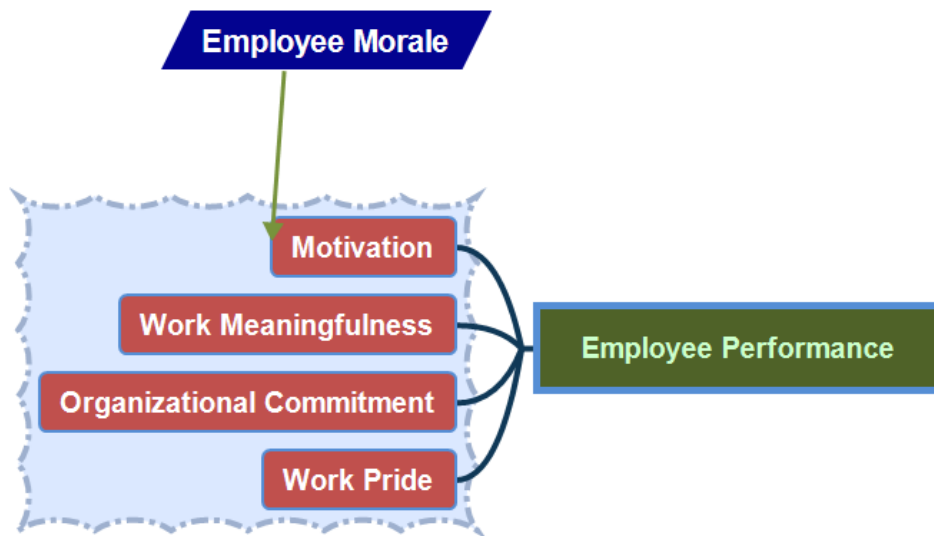 Employee Morale
Motivation
Work Meaningfulness
Employee Performance
Organizational Commitment
Work Pride